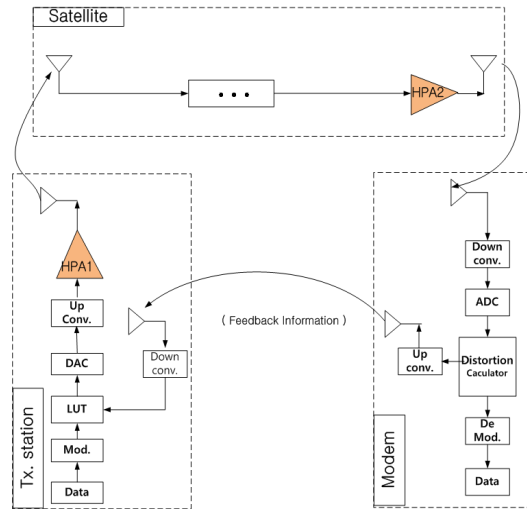 Satellite
• • •
HPA2
HPA1
Up
Conv.
DAC
LUT
Mod.
Data
Down
conv.
Tx. station
( Feedback Information )
Down
conv.
ADC
Distortion
Caculator
Up
conv.
De
Mod.
Data
Modem